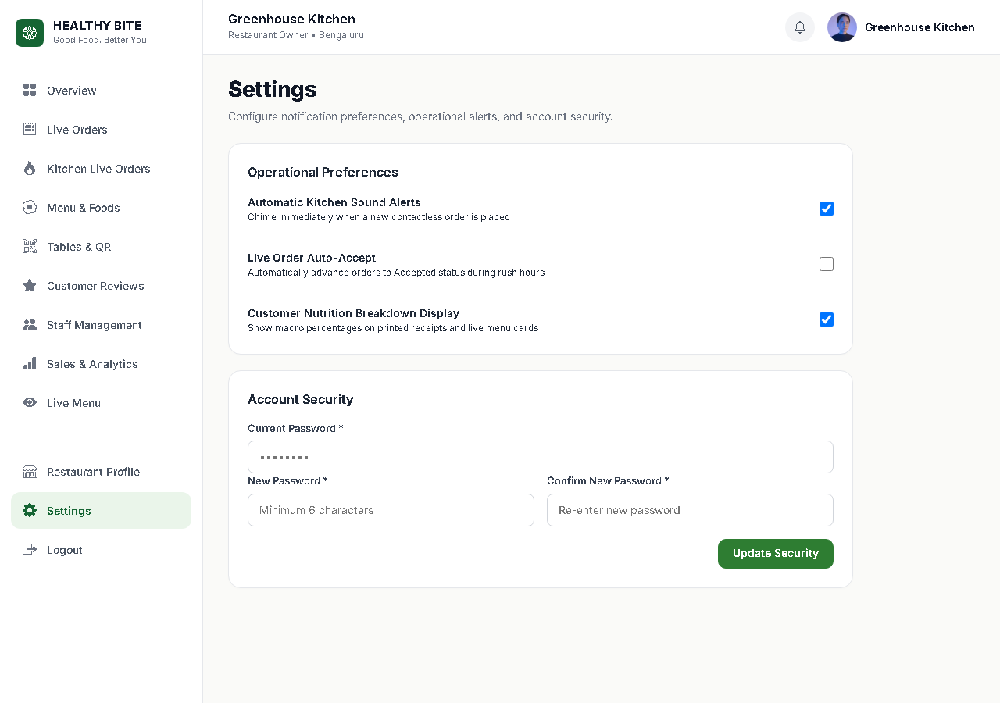 HEALTHY BITE
Good Food. Better You.
Overview
Live Orders
Kitchen Live Orders
Menu & Foods
Tables & QR
Customer Reviews
Staff Management
Sales & Analytics
Live Menu
Restaurant Profile
Settings
Logout
Greenhouse Kitchen
Restaurant Owner • Bengaluru
Greenhouse Kitchen
Settings
Configure notification preferences, operational alerts, and account security.
Operational Preferences
Automatic Kitchen Sound Alerts
Chime immediately when a new contactless order is placed
Live Order Auto-Accept
Automatically advance orders to Accepted status during rush hours
Customer Nutrition Breakdown Display
Show macro percentages on printed receipts and live menu cards
Account Security
Current Password *
••••••••
New Password *
Minimum 6 characters
Confirm New Password *
Re-enter new password
Update Security